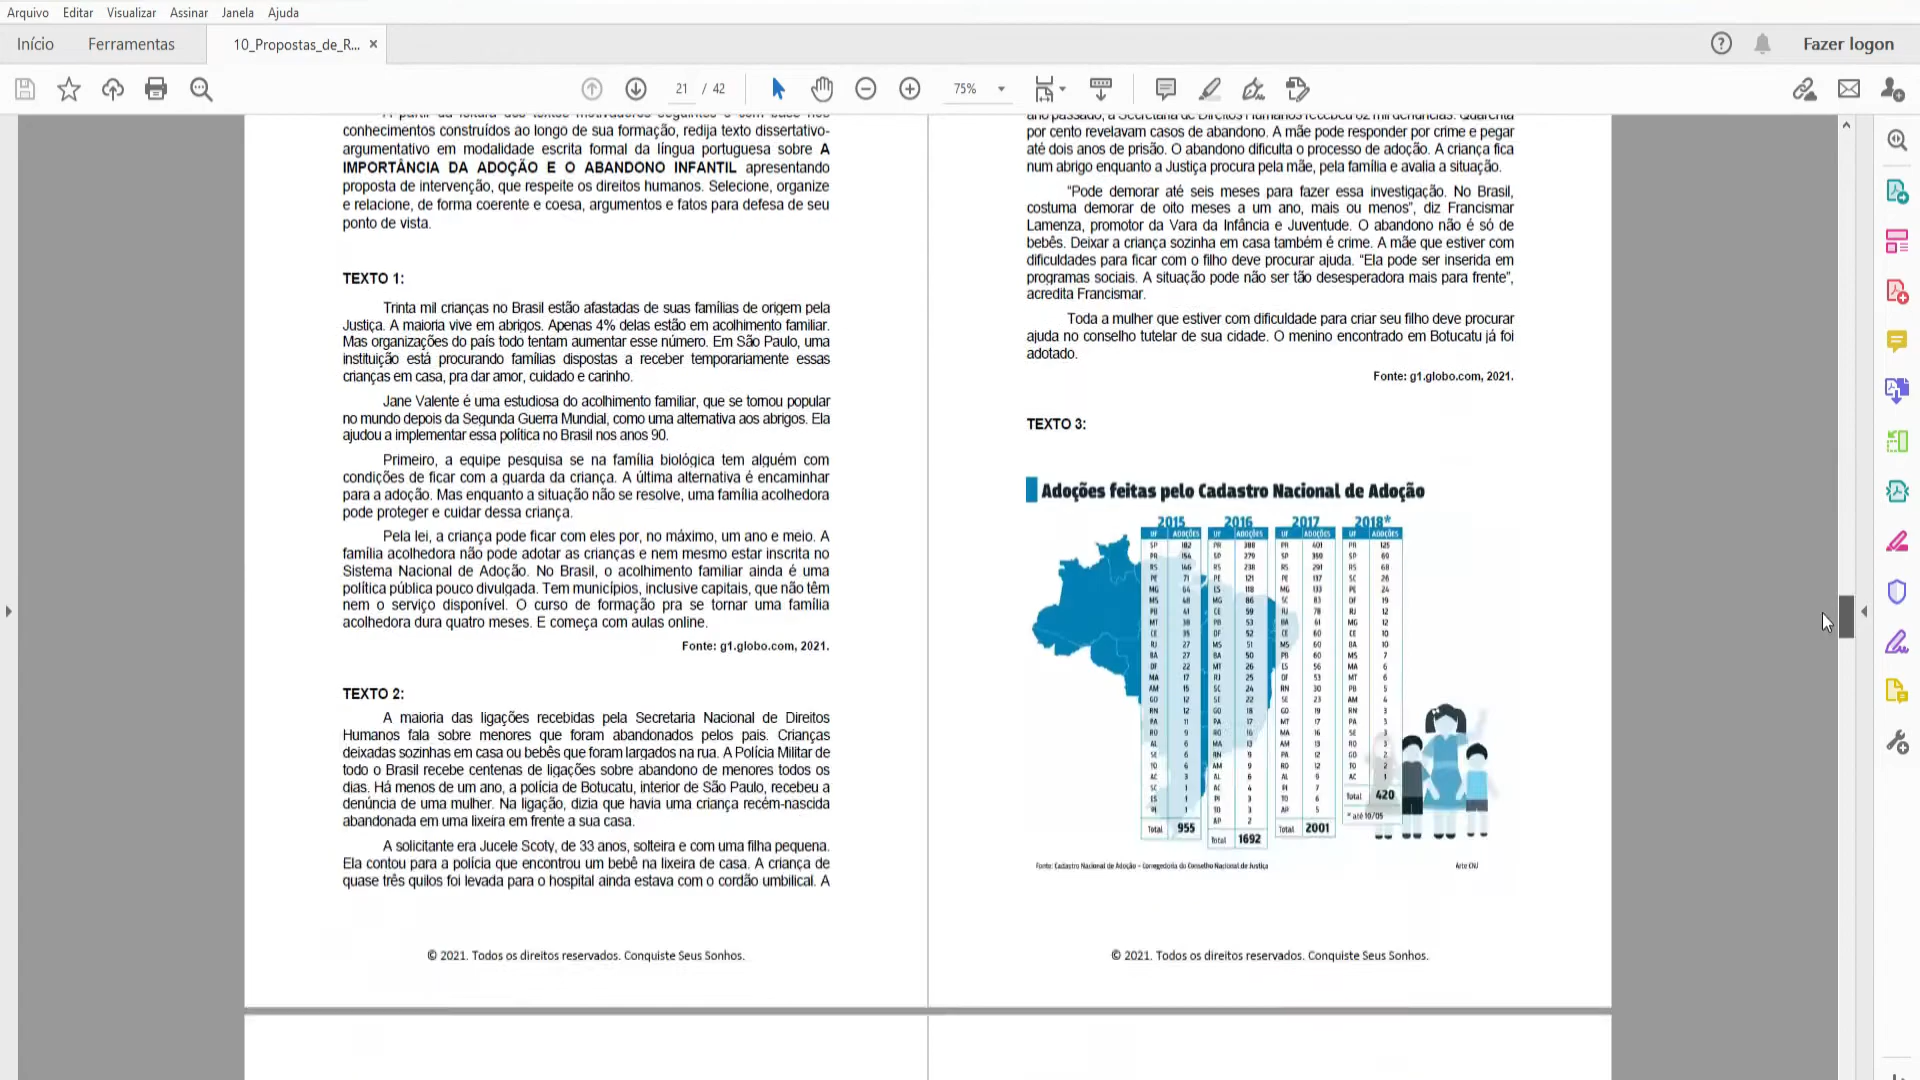 Arquivo Editar Visualizar Assinar Janela Ajuda
Início Ferramentas 10_Propostas_de_R... × Fazer logon
21 / 42 75%
conhecimentos construídos ao longo de sua formação, redija texto dissertativo-
argumentativo em modalidade escrita formal da língua portuguesa sobre A
IMPORTÂNCIA DA ADOÇÃO E O ABANDONO INFANTIL apresentando
proposta de intervenção, que respeite os direitos humanos. Selecione, organize
e relacione, de forma coerente e coesa, argumentos e fatos para defesa de seu
ponto de vista.
TEXTO 1:
Trinta mil crianças no Brasil estão afastadas de suas famílias de origem pela
Justiça. A maioria vive em abrigos. Apenas 4% delas estão em acolhimento familiar.
Mas organizações do país todo tentam aumentar esse número. Em São Paulo, uma
instituição está procurando famílias dispostas a receber temporariamente essas
crianças em casa, pra dar amor, cuidado e carinho.
Jane Valente é uma estudiosa do acolhimento familiar, que se tornou popular
no mundo depois da Segunda Guerra Mundial, como uma alternativa aos abrigos. Ela
ajudou a implementar essa política no Brasil nos anos 90.
Primeiro, a equipe pesquisa se na família biológica tem alguém com
condições de ficar com a guarda da criança. A última alternativa é encaminhar
para a adoção. Mas enquanto a situação não se resolve, uma família acolhedora
pode proteger e cuidar dessa criança.
Pela lei, a criança pode ficar com eles por, no máximo, um ano e meio. A
família acolhedora não pode adotar as crianças e nem mesmo estar inscrita no
Sistema Nacional de Adoção. No Brasil, o acolhimento familiar ainda é uma
política pública pouco divulgada. Tem municípios, inclusive capitais, que não têm
nem o serviço disponível. O curso de formação pra se tornar uma família
acolhedora dura quatro meses. E começa com aulas online.
Fonte: g1.globo.com, 2021.
TEXTO 2:
A maioria das ligações recebidas pela Secretaria Nacional de Direitos
Humanos fala sobre menores que foram abandonados pelos pais. Crianças
deixadas sozinhas em casa ou bebês que foram largados na rua. A Polícia Militar de
todo o Brasil recebe centenas de ligações sobre abandono de menores todos os
dias. Há menos de um ano, a polícia de Botucatu, interior de São Paulo, recebeu a
denúncia de uma mulher. Na ligação, dizia que havia uma criança recém-nascida
abandonada em uma lixeira em frente a sua casa.
A solicitante era Jucele Scoty, de 33 anos, solteira e com uma filha pequena.
Ela contou para a polícia que encontrou um bebê na lixeira de casa. A criança de
quase três quilos foi levada para o hospital ainda estava com o cordão umbilical. A
© 2021. Todos os direitos reservados. Conquiste Seus Sonhos.
por cento revelavam casos de abandono. A mãe pode responder por crime e pegar
até dois anos de prisão. O abandono dificulta o processo de adoção. A criança fica
num abrigo enquanto a Justiça procura pela mãe, pela família e avalia a situação.
“Pode demorar até seis meses para fazer essa investigação. No Brasil,
costuma demorar de oito meses a um ano, mais ou menos”, diz Francismar
Lamenza, promotor da Vara da Infância e Juventude. O abandono não é só de
bebês. Deixar a criança sozinha em casa também é crime. A mãe que estiver com
dificuldades para ficar com o filho deve procurar ajuda. “Ela pode ser inserida em
programas sociais. A situação pode não ser tão desesperadora mais para frente”,
acredita Francismar.
Toda a mulher que estiver com dificuldade para criar seu filho deve procurar
ajuda no conselho tutelar de sua cidade. O menino encontrado em Botucatu já foi
adotado.
Fonte: g1.globo.com, 2021.
TEXTO 3:
Adoções feitas pelo Cadastro Nacional de Adoção
2015 2016 2017 2018*
UF ADOÇÕES UF ADOÇÕES UF ADOÇÕES UF ADOÇÕES
Total 955
Total 1692
Total 2001
Total 420
* até 10/05
Fonte: Cadastro Nacional de Adoção – Corregedoria do Conselho Nacional de Justiça Arte CNJ
© 2021. Todos os direitos reservados. Conquiste Seus Sonhos.